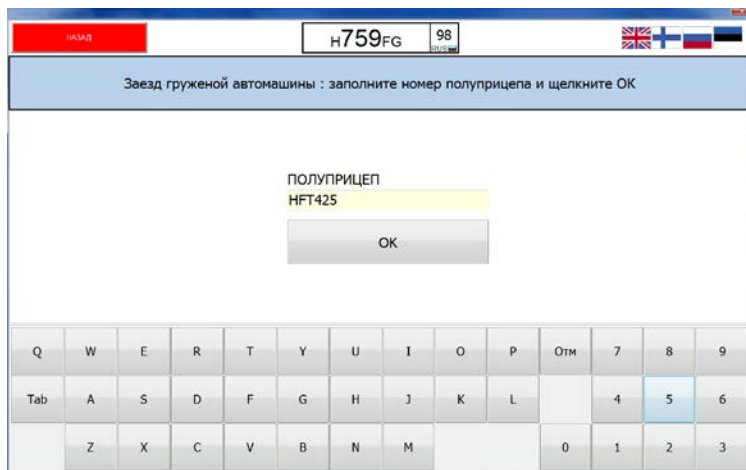 НАЗАД
H759FG 98
RUS
Заезд груженой автомашины : заполните номер полуприцепа и щелкните ОК
ПОЛУПРИЦЕП
HFT425
OK
Q W E R T Y U I O P Отм 7 8 9
Tab A S D F G H J K L 4 5 6
Z X C V B N M 0 1 2 3